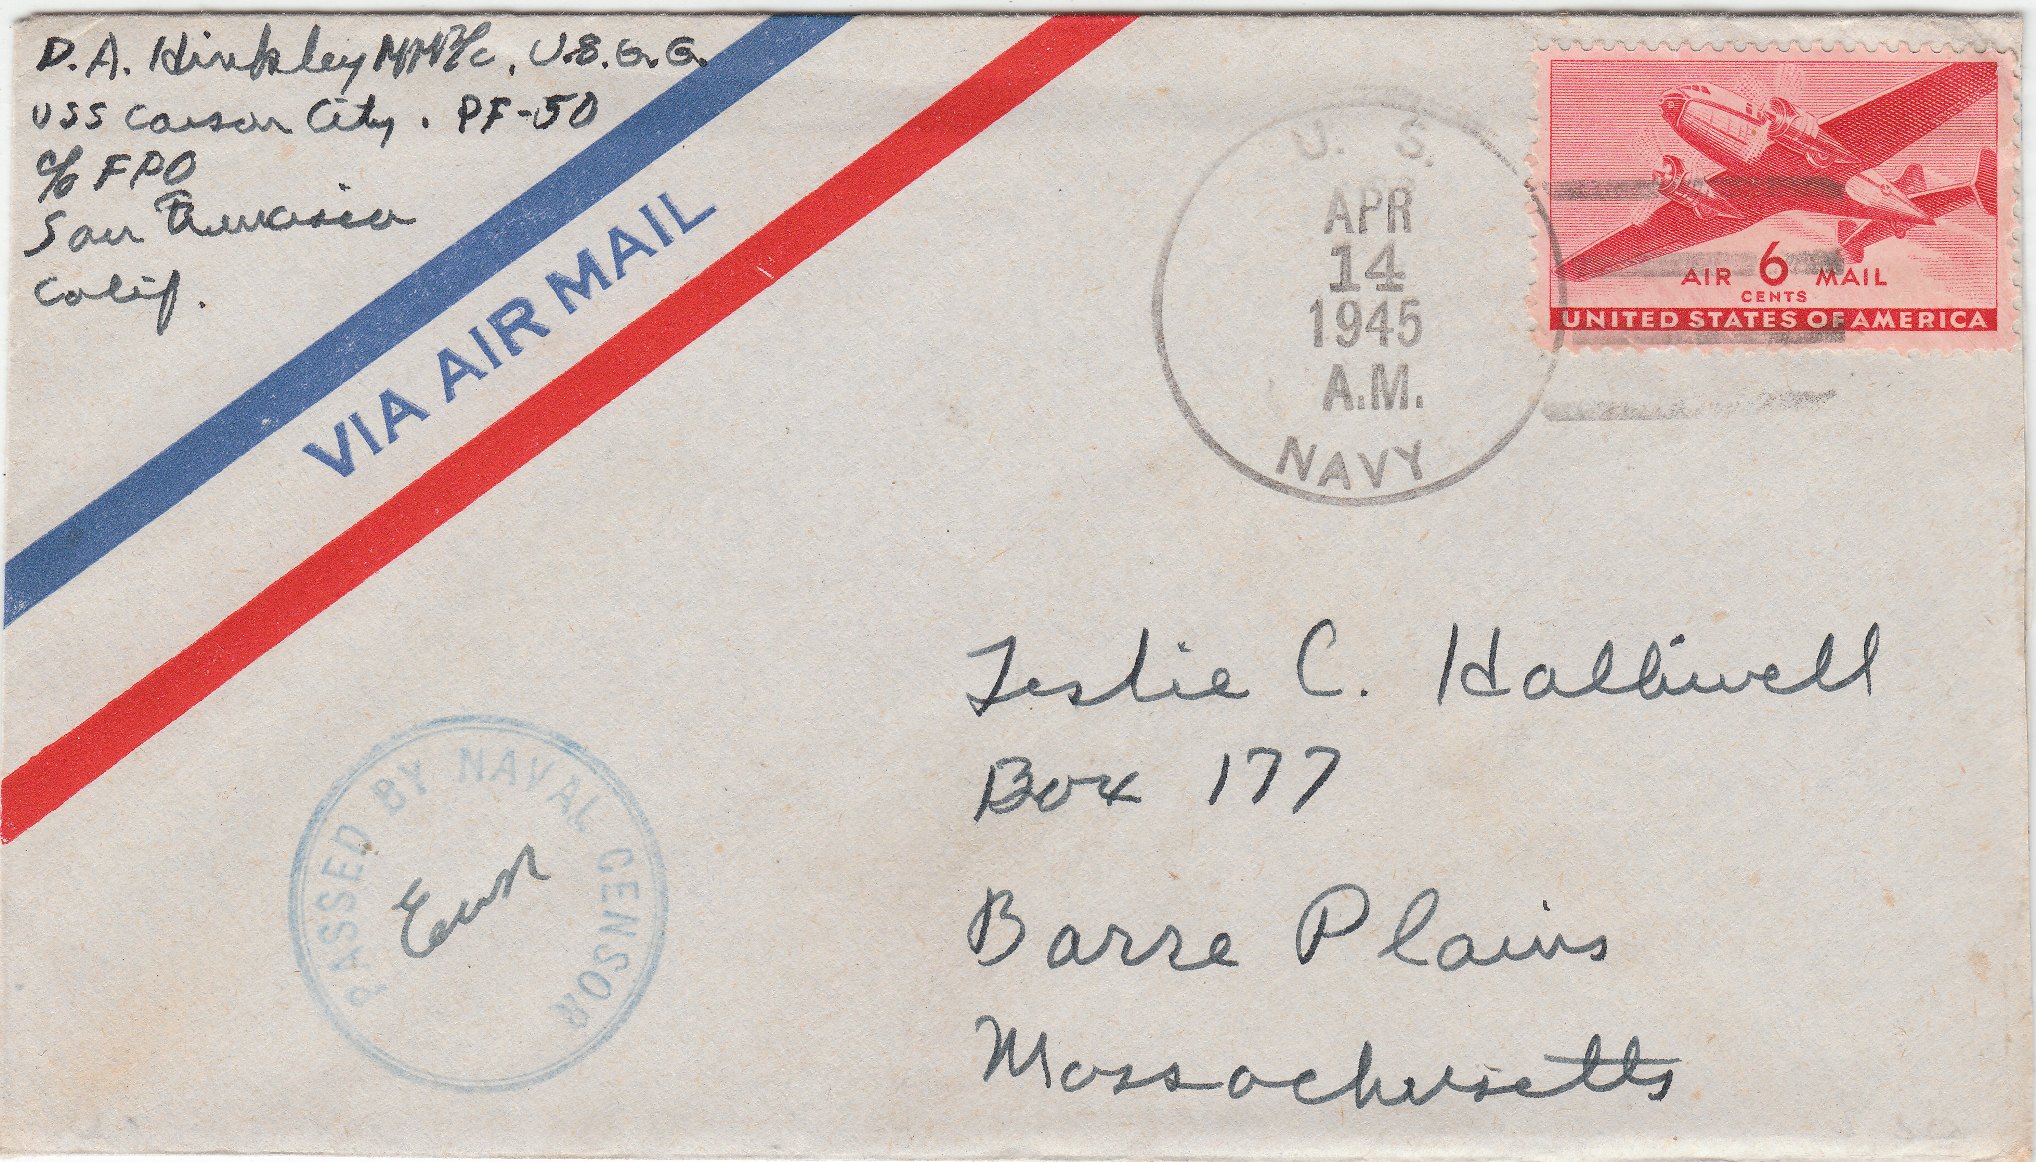 D.A. Hinkley MM2/c, U.S.C.G.
USS Carson City. PF-50
c/o FPO
San Francisco
Calif.
VIA AIR MAIL
U. S.
APR
14
1945
A.M.
NAVY
AIR 6 MAIL
CENTS
UNITED STATES OF AMERICA
Leslie C. Halliwell
Box 177
Barre Plains
Massachusetts
PASSED BY NAVAL CENSOR